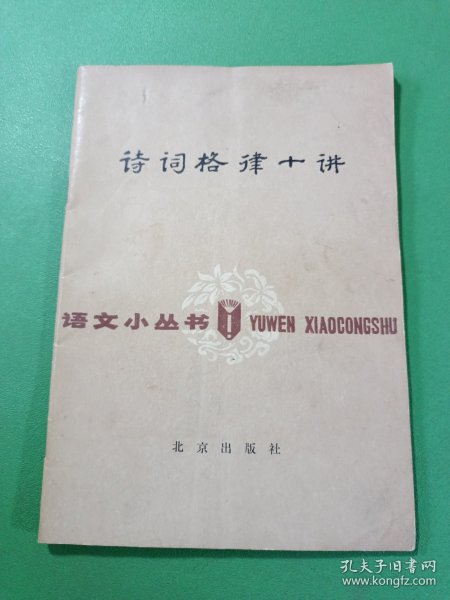 诗词格律十讲
语文小丛书 YUWEN XIAOCONGSHU
北京出版社
孔夫子旧书网
www.kongfz.com